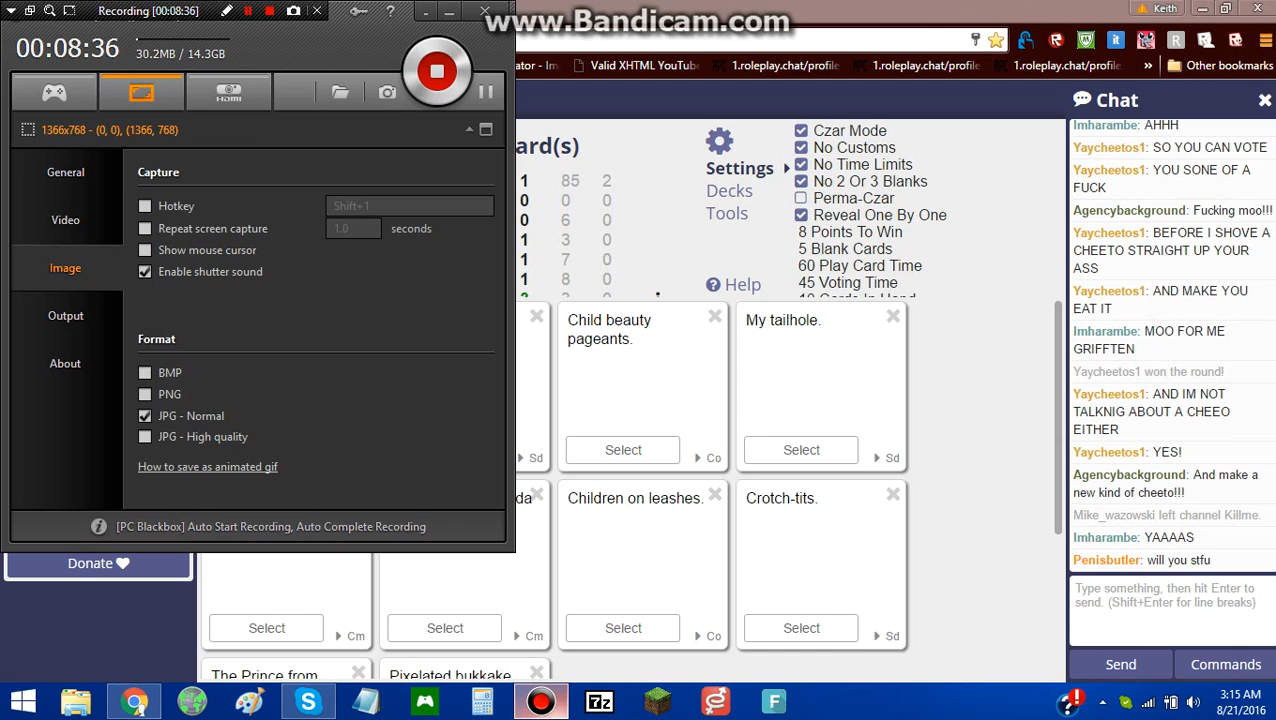 Recording [00:08:36]
www.Bandicam.com
Keith
00:08:36
30.2MB / 14.3GB
HDMI
1366x768 - (0, 0), (1366, 768)
General
Video
Image
Output
About
Capture
Hotkey
Shift+1
Repeat screen capture
1.0
seconds
Show mouse cursor
Enable shutter sound
Format
BMP
PNG
JPG - Normal
JPG - High quality
How to save as animated gif
[PC Blackbox] Auto Start Recording, Auto Complete Recording
ator - Im
Valid XHTML YouTub
1.roleplay.chat/profile
1.roleplay.chat/profile
1.roleplay.chat/profile
»
Other bookmarks
ard(s)
1 85 2
0 0 0
0 6 0
1 3 0
1 7 0
1 8 0
Settings
Decks
Tools
Help
Czar Mode
No Customs
No Time Limits
No 2 Or 3 Blanks
Perma-Czar
Reveal One By One
8 Points To Win
5 Blank Cards
60 Play Card Time
45 Voting Time
10 Cards In Hand
Sd
Child beauty
pageants.
Select
Co
My tailhole.
Select
Sd
da
Children on leashes.
Crotch-tits.
Donate
Select
Cm
Select
Cm
Select
Co
Select
Sd
The Prince from
Pixelated bukkake
Chat
Imharambe: AHHH
Yaycheetos1: SO YOU CAN VOTE
Yaycheetos1: YOU SONE OF A
FUCK
Agencybackground: Fucking moo!!!
Yaycheetos1: BEFORE I SHOVE A
CHEETO STRAIGHT UP YOUR
ASS
Yaycheetos1: AND MAKE YOU
EAT IT
Imharambe: MOO FOR ME
GRIFFTEN
Yaycheetos1 won the round!
Yaycheetos1: AND IM NOT
TALKNIG ABOUT A CHEEO
EITHER
Yaycheetos1: YES!
Agencybackground: And make a
new kind of cheeto!!!
Mike_wazowski left channel Killme.
Imharambe: YAAAAS
Penisbutler: will you stfu
Type something, then hit Enter to
send. (Shift+Enter for line breaks)
Send
Commands
7z
F
3:15 AM
8/21/2016